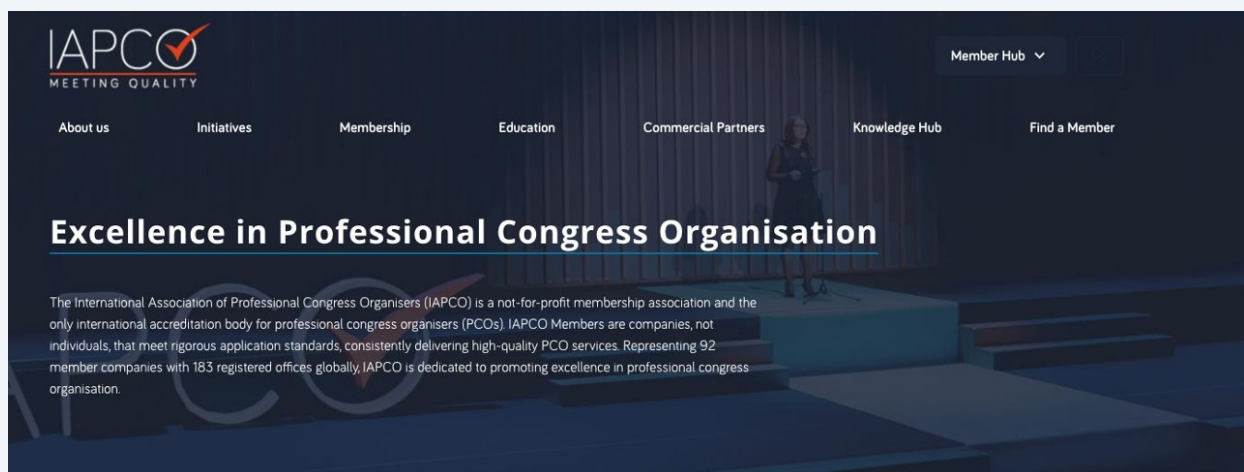 IAPCO
MEETING QUALITY
Member Hub
About us
Initiatives
Membership
Education
Commercial Partners
Knowledge Hub
Find a Member
Excellence in Professional Congress Organisation
The International Association of Professional Congress Organisers (IAPCO) is a not-for-profit membership association and the
only international accreditation body for professional congress organisers (PCOs). IAPCO Members are companies, not
individuals, that meet rigorous application standards, consistently delivering high-quality PCO services. Representing 92
member companies with 183 registered offices globally, IAPCO is dedicated to promoting excellence in professional congress
organisation.
APCO